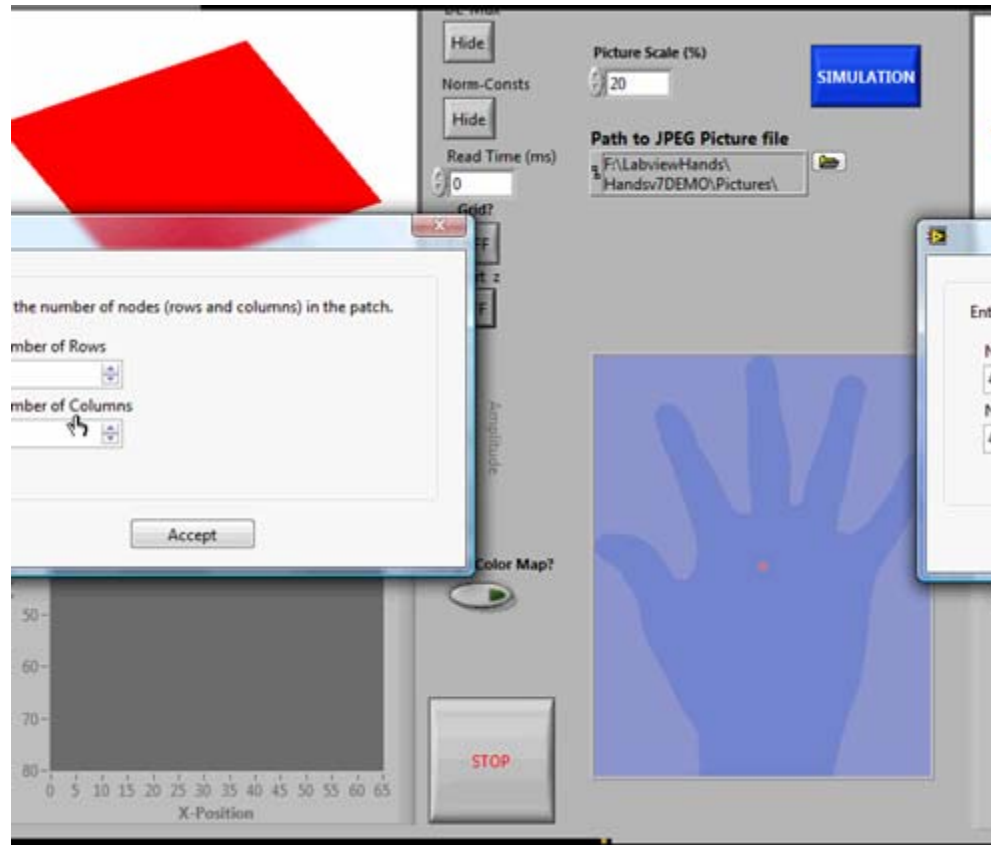 Hide
Norm-Consts
Hide
Read Time (ms)
0
Grid?
Picture Scale (%)
20
SIMULATION
Path to JPEG Picture file
F:\LabviewHands\
Handsv7DEMO\Pictures\
the number of nodes (rows and columns) in the patch.
mber of Rows
mber of Columns
Accept
Amplitude
Color Map?
STOP
50
60
70
80
0 5 10 15 20 25 30 35 40 45 50 55 60 65
X-Position
Ent
N
N